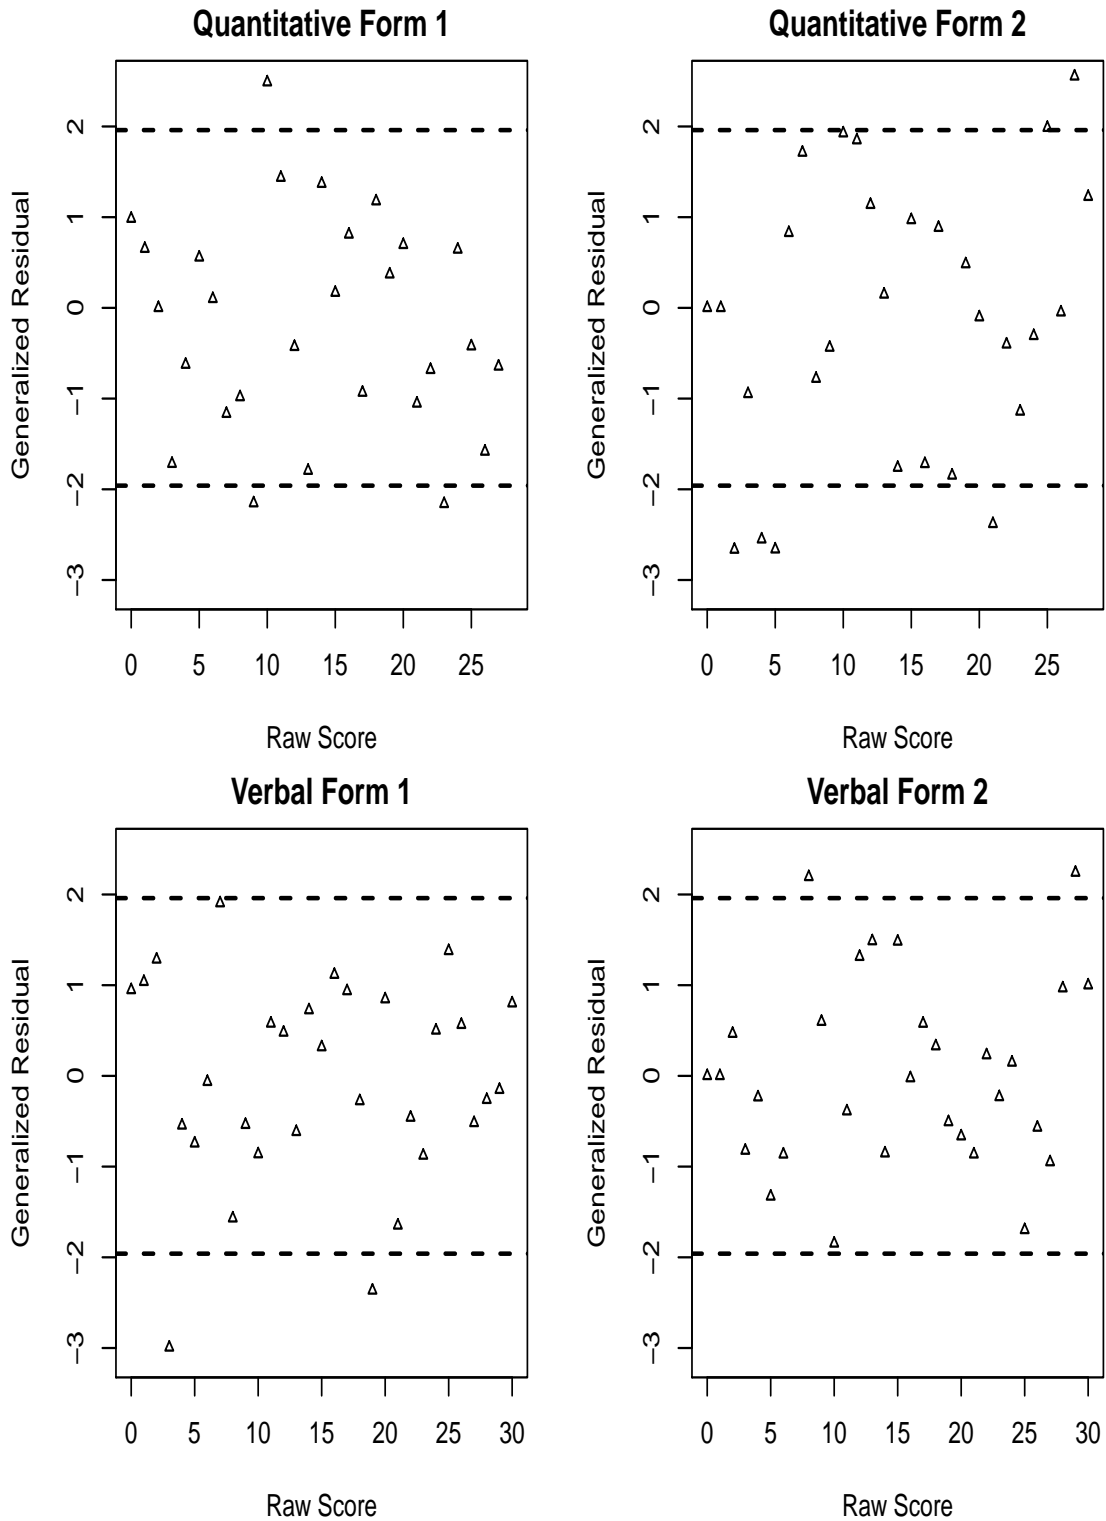 Quantitative Form 1
Generalized Residual
2
1
0
−1
−2
−3
0 5 10 15 20 25
Raw Score
Quantitative Form 2
Generalized Residual
2
1
0
−1
−2
−3
0 5 10 15 20 25
Raw Score
Verbal Form 1
Generalized Residual
2
1
0
−1
−2
−3
0 5 10 15 20 25 30
Raw Score
Verbal Form 2
Generalized Residual
2
1
0
−1
−2
−3
0 5 10 15 20 25 30
Raw Score